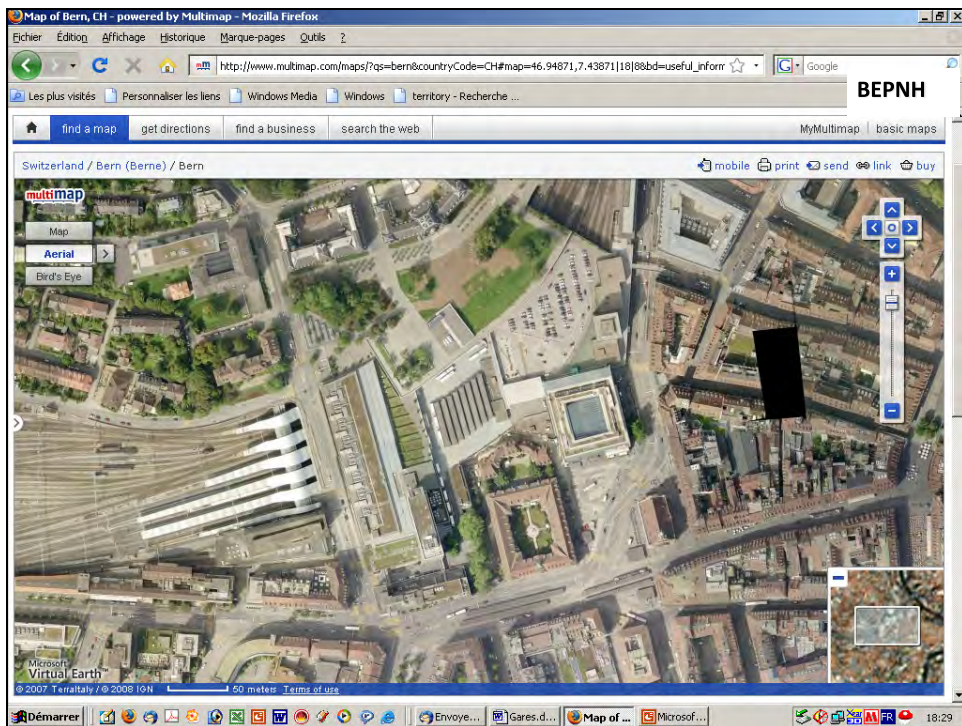 Map of Bern, CH - powered by Multimap - Mozilla Firefox
Fichier Édition Affichage Historique Marque-pages Outils ?
http://www.multimap.com/maps/?qs=bern&countryCode=CH#map=46.94871,7.43871|18|8&bd=useful_inform
Google
Les plus visités Personnaliser les liens Windows Media Windows territory - Recherche ...
BEPNH
find a map get directions find a business search the web MyMultimap basic maps
Switzerland / Bern (Berne) / Bern mobile print send link buy
multimap
Map
Aerial
Bird's Eye
Microsoft
Virtual Earth
© 2007 TerraItaly / © 2008 IGN 50 meters Terms of use
Démarrer Envoye... Gares.d... Map of ... Microsof... FR 18:29